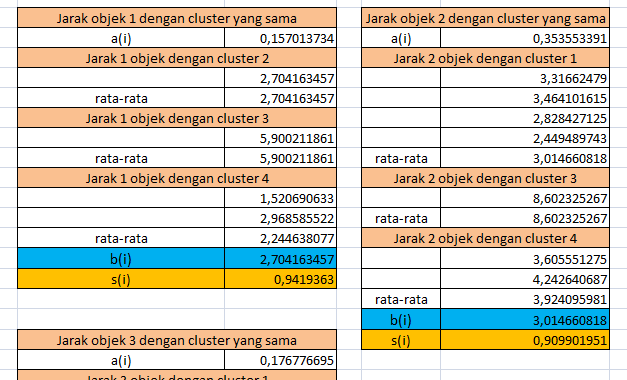 Jarak objek 1 dengan cluster yang sama
a(i) 0,157013734
Jarak 1 objek dengan cluster 2
2,704163457
rata-rata 2,704163457
Jarak 1 objek dengan cluster 3
5,900211861
rata-rata 5,900211861
Jarak 1 objek dengan cluster 4
1,520690633
2,968585522
rata-rata 2,244638077
b(i) 2,704163457
s(i) 0,9419363
Jarak objek 3 dengan cluster yang sama
a(i) 0,176776695
Jarak 3 objek dengan cluster 1
Jarak objek 2 dengan cluster yang sama
a(i) 0,353553391
Jarak 2 objek dengan cluster 1
3,31662479
3,464101615
2,828427125
2,449489743
rata-rata 3,014660818
Jarak 2 objek dengan cluster 3
8,602325267
rata-rata 8,602325267
Jarak 2 objek dengan cluster 4
3,605551275
4,242640687
rata-rata 3,924095981
b(i) 3,014660818
s(i) 0,909901951